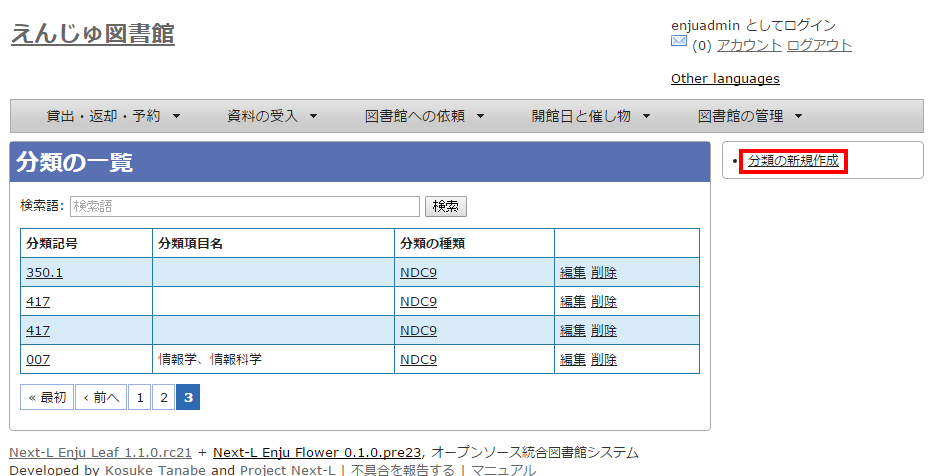 えんじゅ図書館
enjuadmin としてログイン
(0) アカウント ログアウト
Other languages
貸出・返却・予約 ▼ 資料の受入 ▼ 図書館への依頼 ▼ 開館日と催し物 ▼ 図書館の管理 ▼
分類の一覧
• 分類の新規作成
検索語: 検索語 検索
分類記号 分類項目名 分類の種類
350.1 NDC9 編集 削除
417 NDC9 編集 削除
417 NDC9 編集 削除
007 情報学、情報科学 NDC9 編集 削除
« 最初 ‹ 前へ 1 2 3
Next-L Enju Leaf 1.1.0.rc21 + Next-L Enju Flower 0.1.0.pre23, オープンソース統合図書館システム
Developed by Kosuke Tanabe and Project Next-L | 不具合を報告する | マニュアル